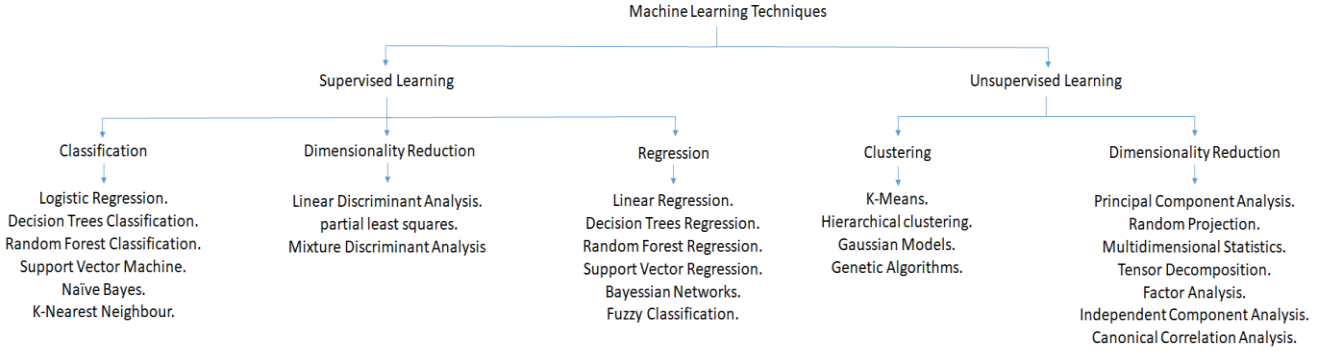 Machine Learning Techniques
Supervised Learning
Unsupervised Learning
Classification
Dimensionality Reduction
Regression
Clustering
Dimensionality Reduction
Logistic Regression.
Decision Trees Classification.
Random Forest Classification.
Support Vector Machine.
Naïve Bayes.
K-Nearest Neighbour.
Linear Discriminant Analysis.
partial least squares.
Mixture Discriminant Analysis
Linear Regression.
Decision Trees Regression.
Random Forest Regression.
Support Vector Regression.
Bayessian Networks.
Fuzzy Classification.
K-Means.
Hierarchical clustering.
Gaussian Models.
Genetic Algorithms.
Principal Component Analysis.
Random Projection.
Multidimensional Statistics.
Tensor Decomposition.
Factor Analysis.
Independent Component Analysis.
Canonical Correlation Analysis.